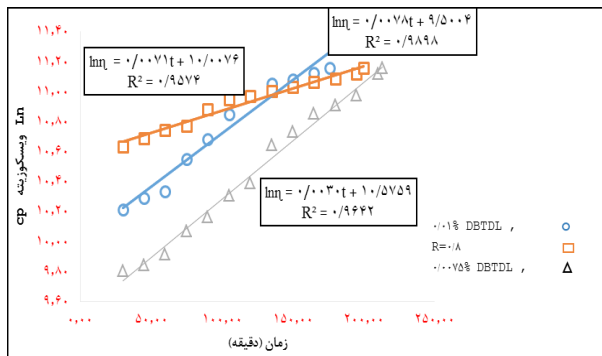 ۱۱,۴۰
۱۱,۲۰
۱۱,۰۰
۱۰,۸۰
۱۰,۶۰
۱۰,۴۰
۱۰,۲۰
۱۰,۰۰
۹,۸۰
۹,۶۰
Ln ویسکوزیته cp
lnη = ۰/۰۰۷۱t + ۱۰/۰۰۷۶
R² = ۰/۹۵۷۴
lnη = ۰/۰۰۷۸t + ۹/۵۰۰۴
R² = ۰/۹۸۹۸
lnη = ۰/۰۰۳۰t + ۱۰/۵۷۵۹
R² = ۰/۹۶۴۲
۰/۰۱% DBTDL ,
R=۰/۸
۰/۰۰۷۵% DBTDL ,
۰,۰۰ ۵۰,۰۰ ۱۰۰,۰۰ ۱۵۰,۰۰ ۲۰۰,۰۰ ۲۵۰,۰۰
زمان (دقیقه)